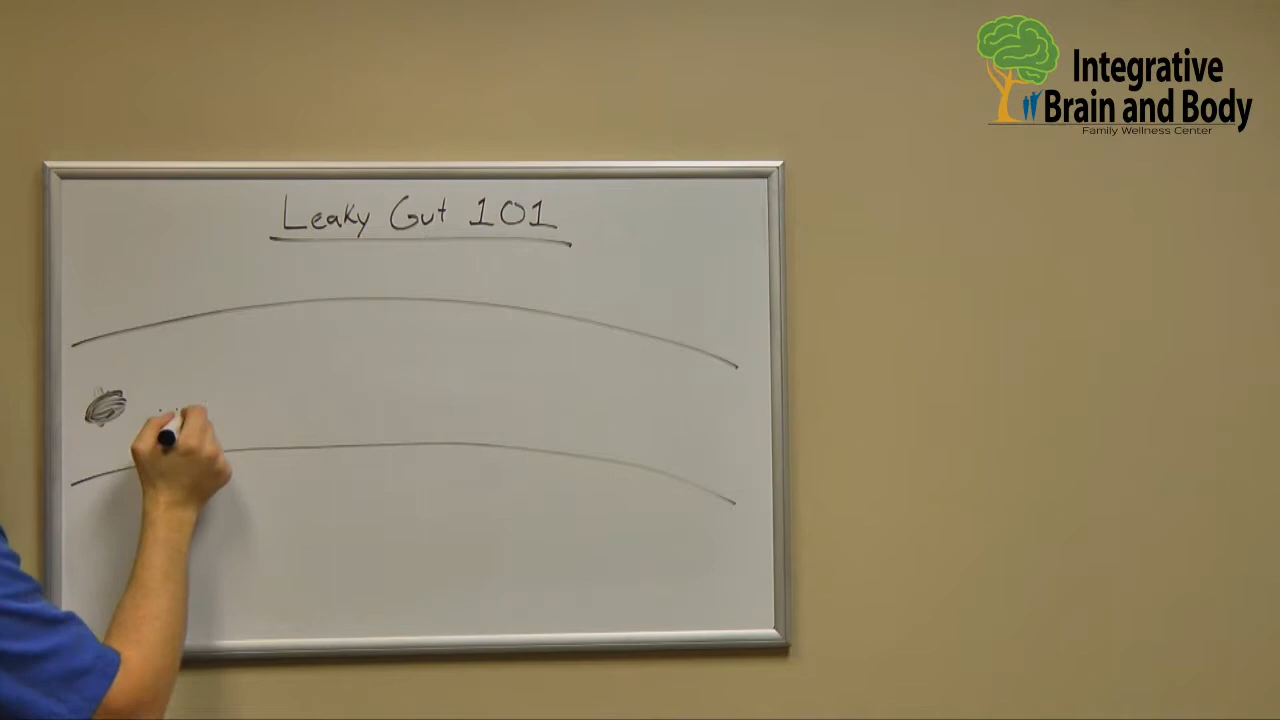 Integrative
Brain and Body
Family Wellness Center
Leaky Gut 101